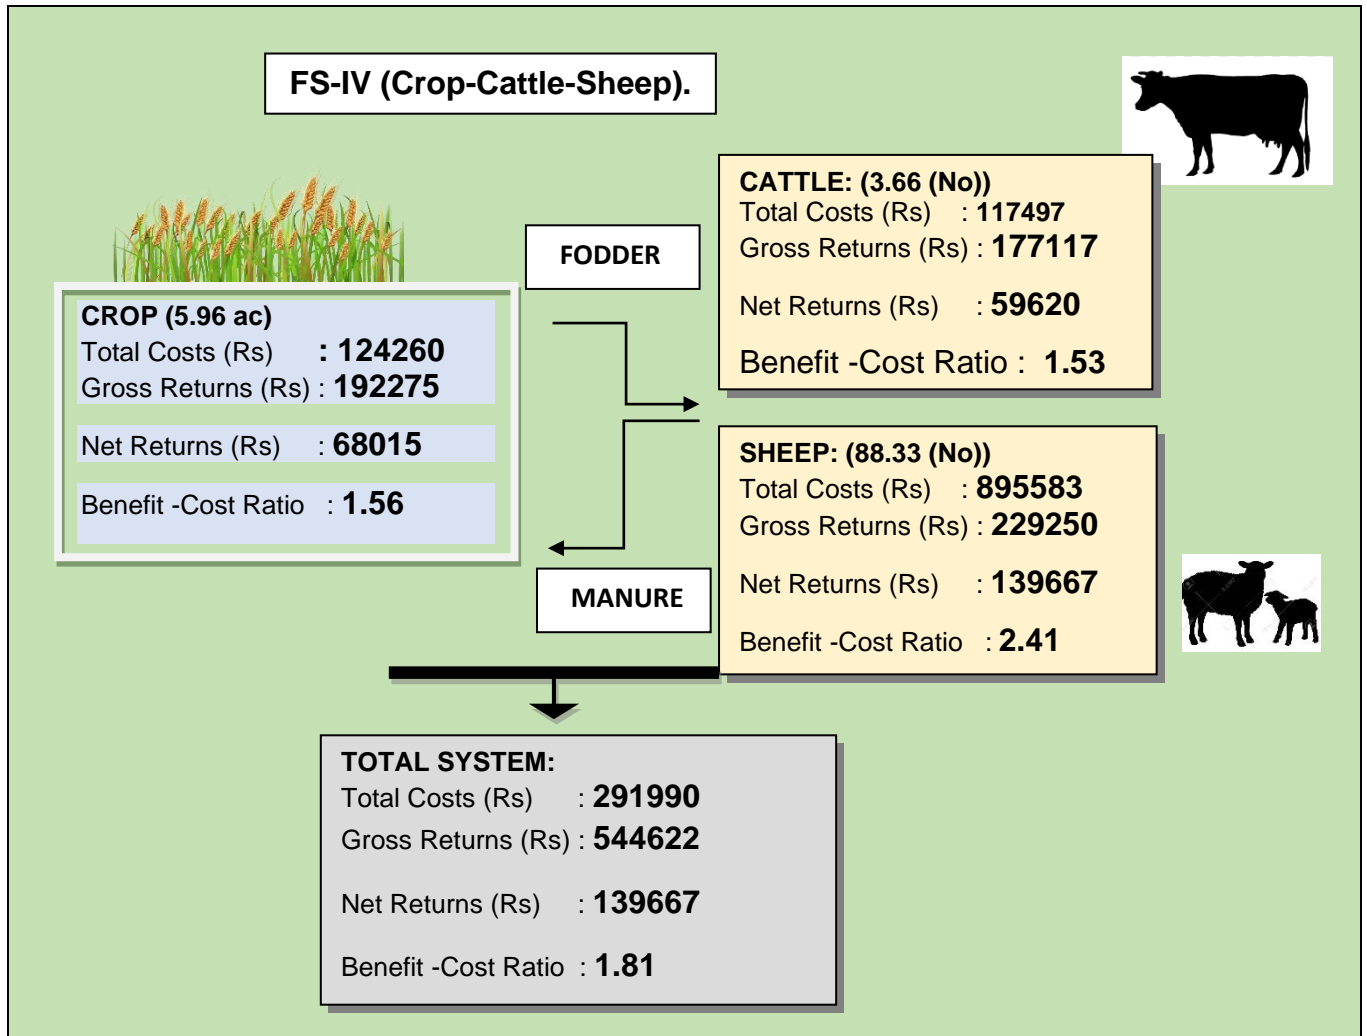 FS-IV (Crop-Cattle-Sheep).
CROP (5.96 ac)
Total Costs (Rs) : 124260
Gross Returns (Rs) : 192275
Net Returns (Rs) : 68015
Benefit -Cost Ratio : 1.56
FODDER
CATTLE: (3.66 (No))
Total Costs (Rs) : 117497
Gross Returns (Rs) : 177117
Net Returns (Rs) : 59620
Benefit -Cost Ratio : 1.53
MANURE
SHEEP: (88.33 (No))
Total Costs (Rs) : 895583
Gross Returns (Rs) : 229250
Net Returns (Rs) : 139667
Benefit -Cost Ratio : 2.41
TOTAL SYSTEM:
Total Costs (Rs) : 291990
Gross Returns (Rs) : 544622
Net Returns (Rs) : 139667
Benefit -Cost Ratio : 1.81